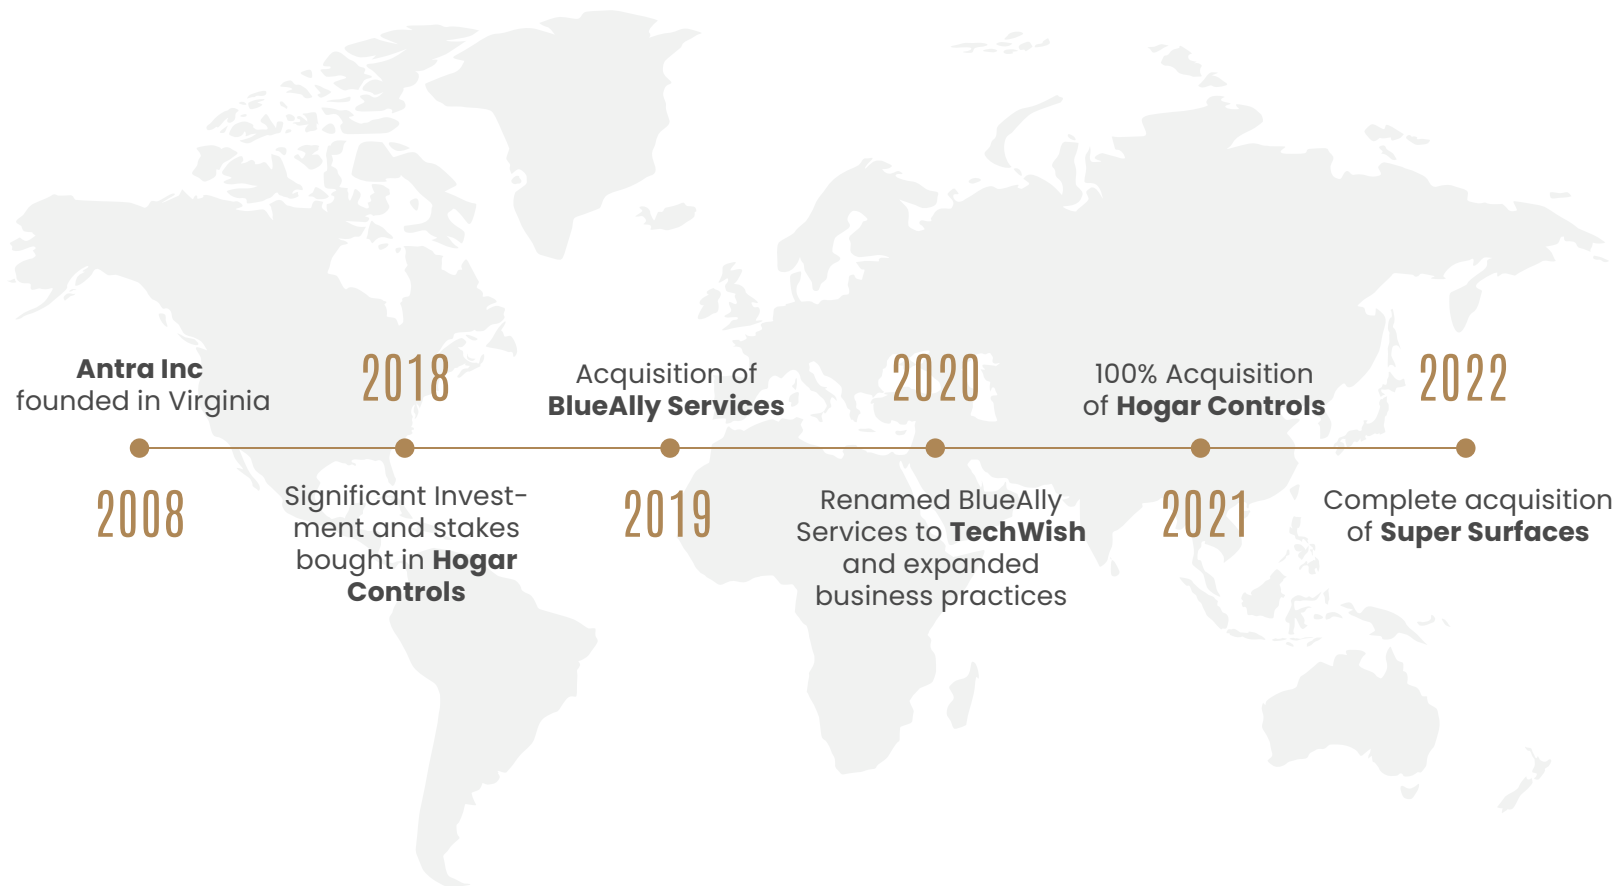 Antra Inc
founded in Virginia
2008
2018
Significant Invest-
ment and stakes
bought in Hogar
Controls
Acquisition of
BlueAlly Services
2019
2020
Renamed BlueAlly
Services to TechWish
and expanded
business practices
100% Acquisition
of Hogar Controls
2021
2022
Complete acquisition
of Super Surfaces